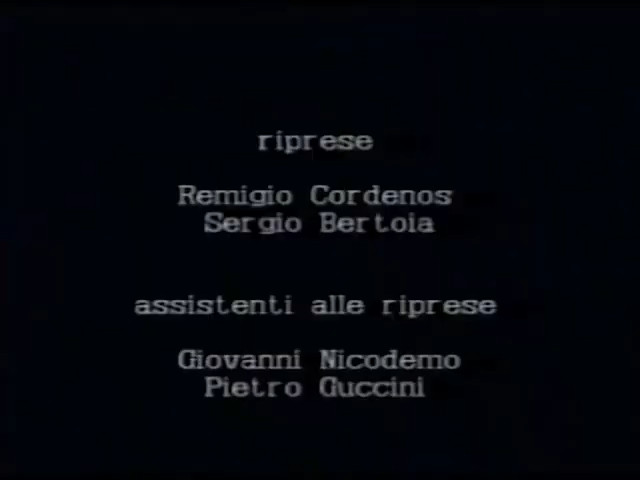 riprese
Remigio Cordenos
Sergio Bertoia
assistenti alle riprese
Giovanni Nicodemo
Pietro Guccini